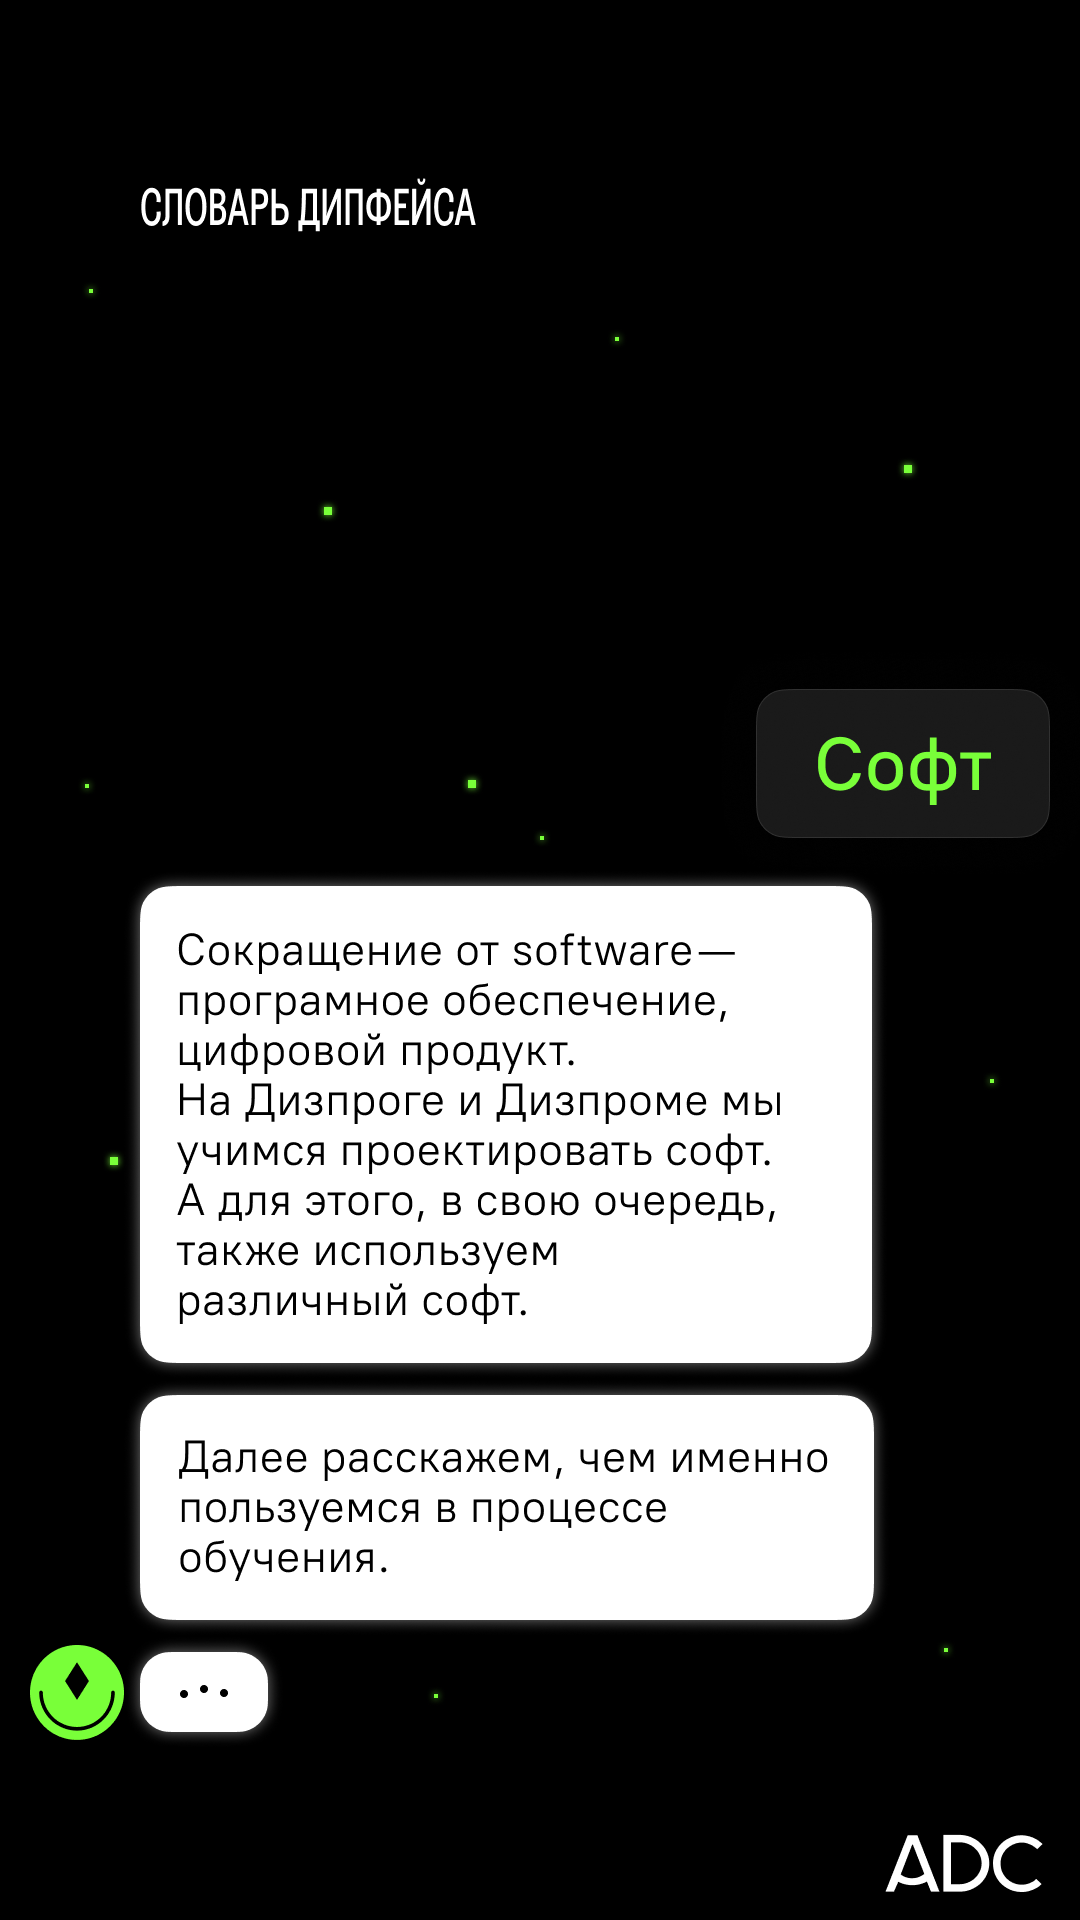 СЛОВАРЬ ДИПФЕЙСА
Софт
Сокращение от software—
програмное обеспечение,
цифровой продукт.
На Дизпроге и Дизпроме мы
учимся проектировать софт.
А для этого, в свою очередь,
также используем
различный софт.
Далее расскажем, чем именно
пользуемся в процессе
обучения.
ADC